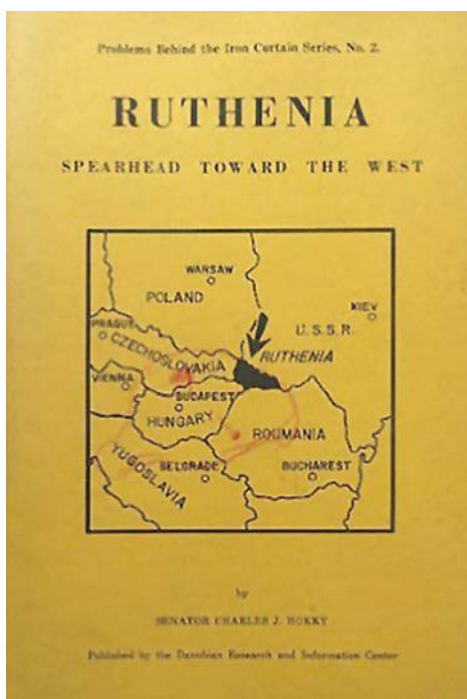 Problems Behind the Iron Curtain Series, No. 2.
RUTHENIA
SPEARHEAD TOWARD THE WEST
WARSAW
POLAND
KIEV
U.S.S.R.
PRAGUE
CZECHOSLOVAKIA
RUTHENIA
VIENNA
BUDAPEST
HUNGARY
ROUMANIA
YUGOSLAVIA
BELGRADE
BUCHAREST
by
SENATOR CHARLES J. HOKKY
Published by the Danubian Research and Information Center